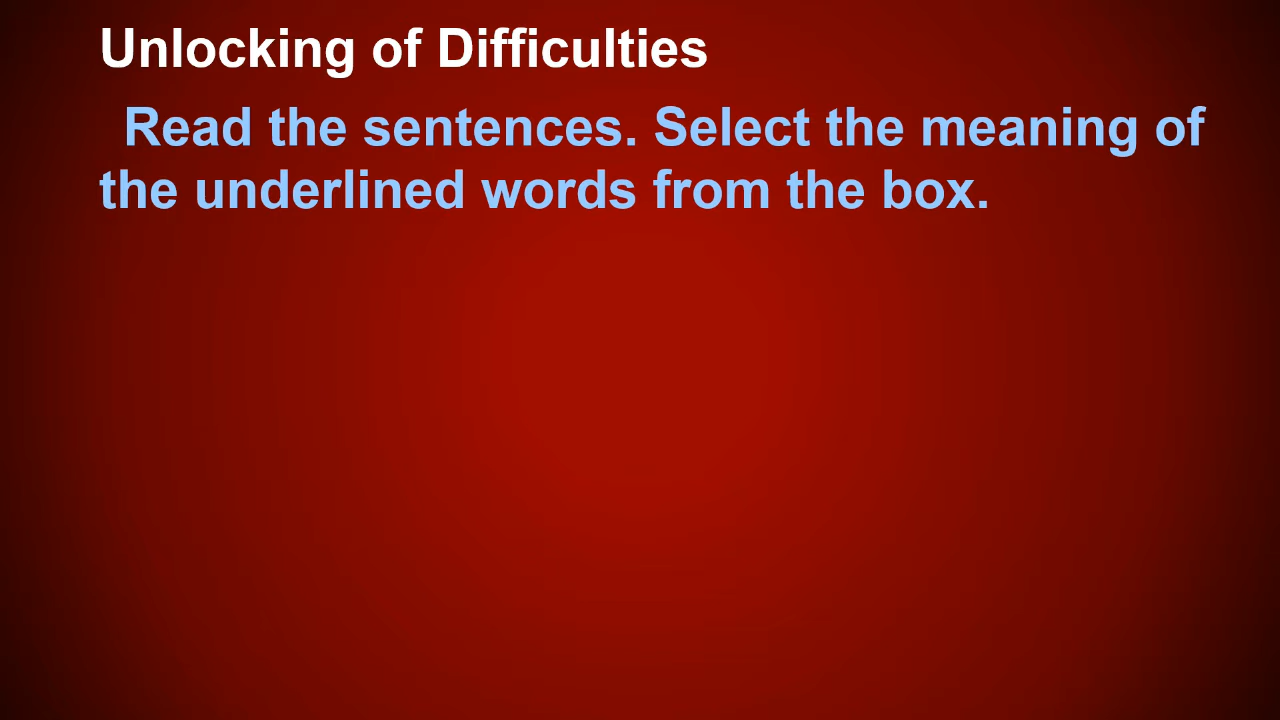 Unlocking of Difficulties
Read the sentences. Select the meaning of
the underlined words from the box.